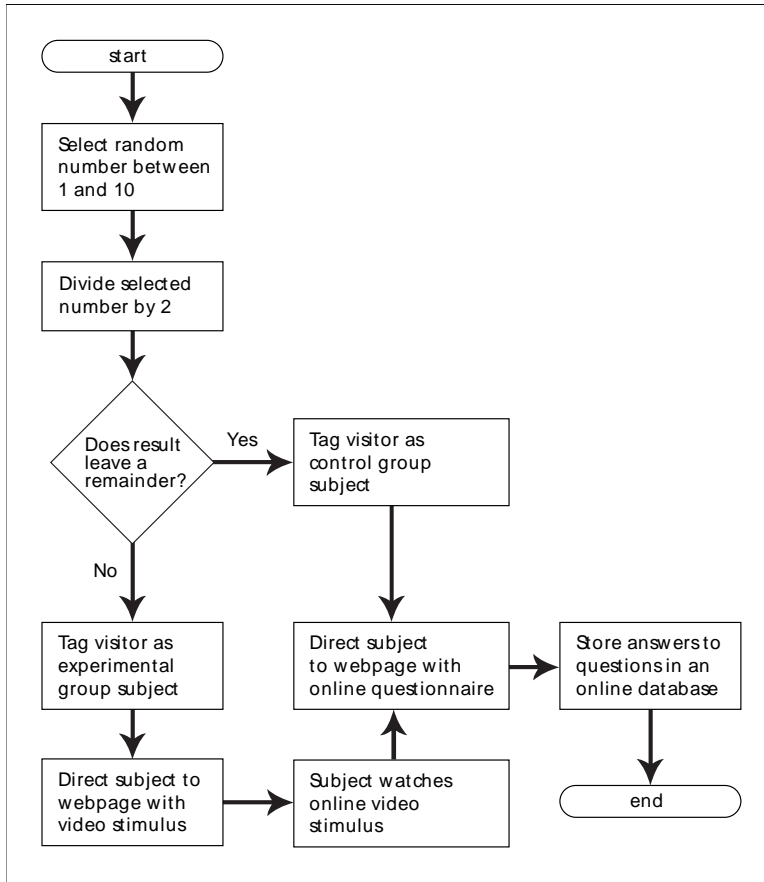 start
Select random
number between
1 and 10
Divide selected
number by 2
Does result
leave a
remainder?
Yes
Tag visitor as
control group
subject
No
Tag visitor as
experimental
group subject
Direct subject
to webpage with
online questionnaire
Store answers to
questions in an
online database
Direct subject to
webpage with
video stimulus
Subject watches
online video
stimulus
end